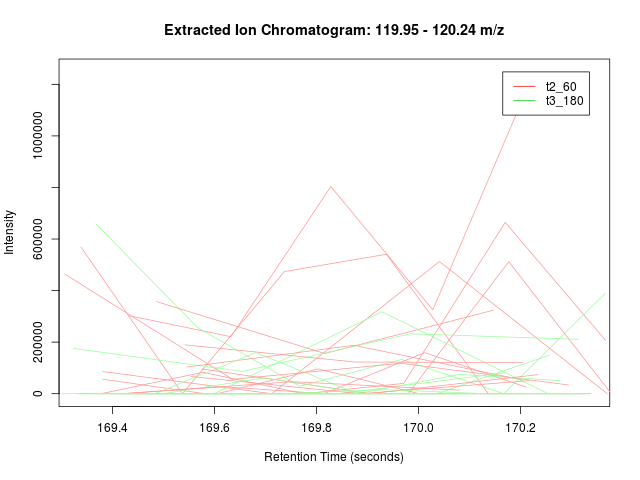 Extracted Ion Chromatogram: 119.95 - 120.24 m/z
t2_60
t3_180
Intensity
0
200000
600000
1000000
169.4
169.6
169.8
170.0
170.2
Retention Time (seconds)